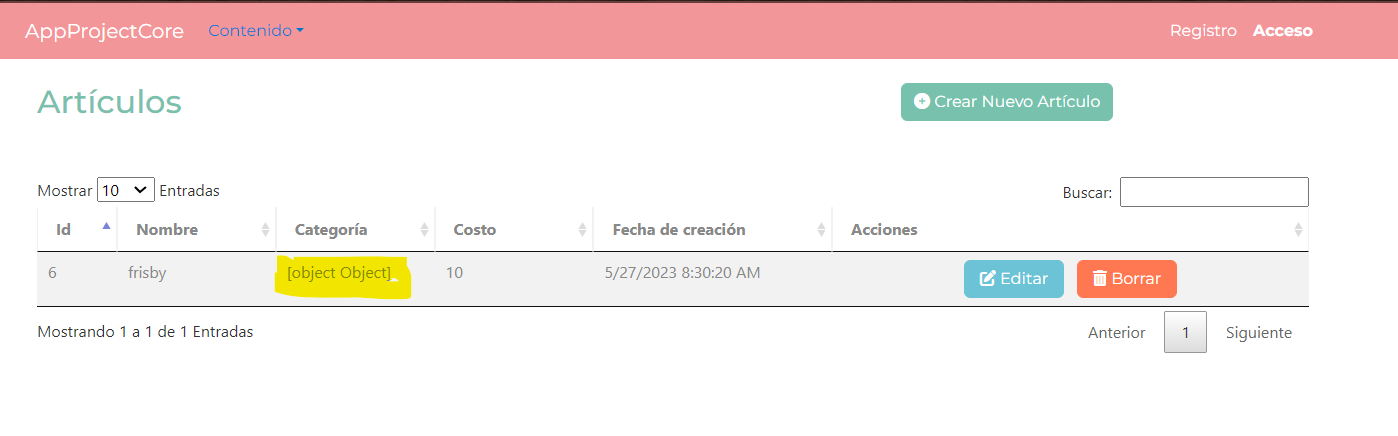 AppProjectCore Contenido Registro Acceso
Artículos Crear Nuevo Artículo
Mostrar 10 Entradas Buscar:
Id Nombre Categoría Costo Fecha de creación Acciones
6 frisby [object Object] 10 5/27/2023 8:30:20 AM Editar Borrar
Mostrando 1 a 1 de 1 Entradas Anterior 1 Siguiente